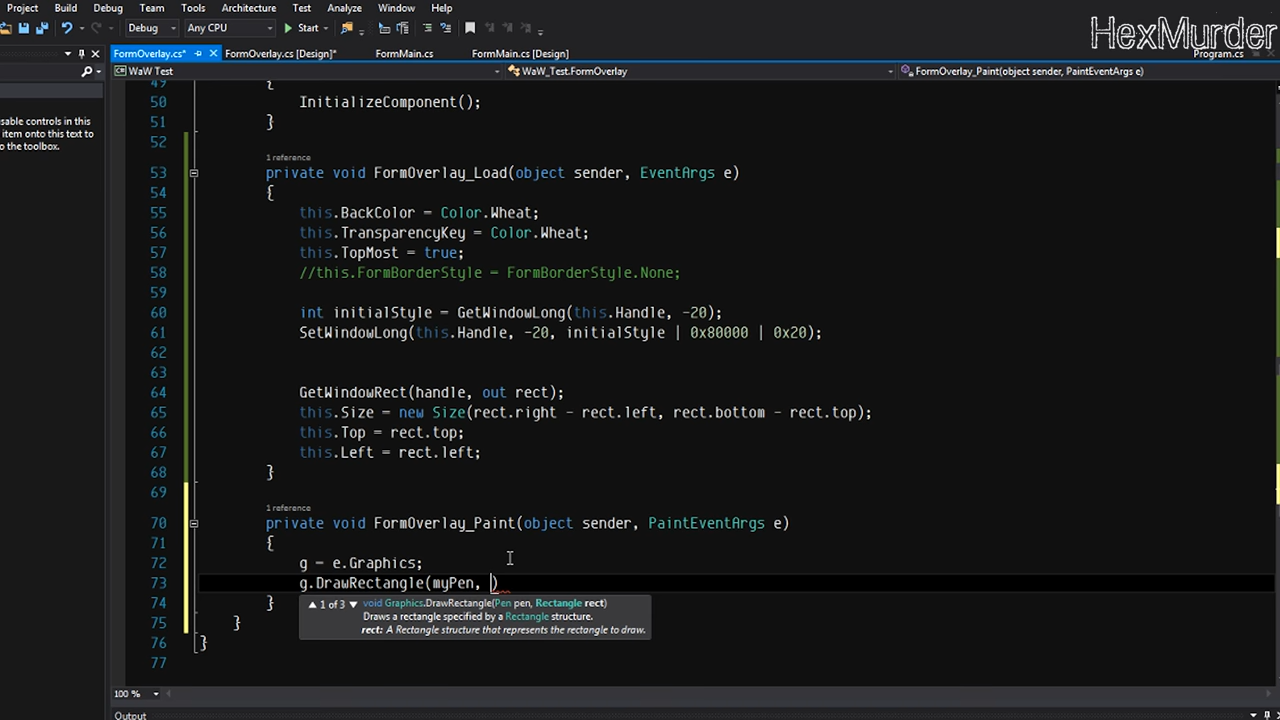 Project Build Debug Team Tools Architecture Test Analyze Window Help
HexMurder
Debug Any CPU Start
FormOverlay.cs* FormOverlay.cs [Design]* FormMain.cs FormMain.cs [Design] Program.cs
WaW Test WaW_Test.FormOverlay FormOverlay_Paint(object sender, PaintEventArgs e)
49 {
50 InitializeComponent();
51 }
52
usable controls in this
item onto this text to
o the toolbox.
1 reference
53 private void FormOverlay_Load(object sender, EventArgs e)
54 {
55 this.BackColor = Color.Wheat;
56 this.TransparencyKey = Color.Wheat;
57 this.TopMost = true;
58 //this.FormBorderStyle = FormBorderStyle.None;
59
60 int initialStyle = GetWindowLong(this.Handle, -20);
61 SetWindowLong(this.Handle, -20, initialStyle | 0x80000 | 0x20);
62
63
64 GetWindowRect(handle, out rect);
65 this.Size = new Size(rect.right - rect.left, rect.bottom - rect.top);
66 this.Top = rect.top;
67 this.Left = rect.left;
68 }
69
1 reference
70 private void FormOverlay_Paint(object sender, PaintEventArgs e)
71 {
72 g = e.Graphics;
73 g.DrawRectangle(myPen, )
74 }
▲ 1 of 3 ▼ void Graphics.DrawRectangle(Pen pen, Rectangle rect)
Draws a rectangle specified by a Rectangle structure.
rect: A Rectangle structure that represents the rectangle to draw.
75 }
76 }
77
100 %
Output